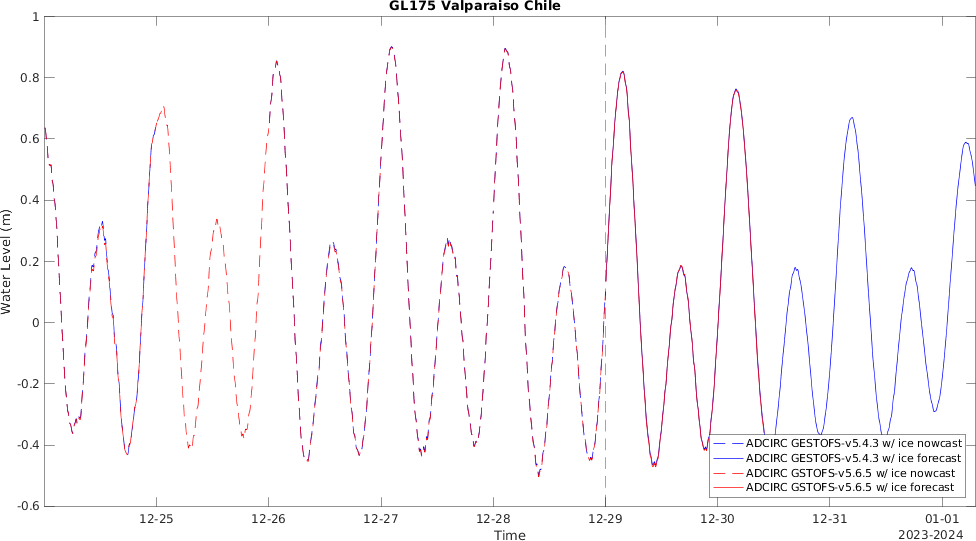 GL175 Valparaiso Chile
1
0.8
0.6
0.4
0.2
0
-0.2
-0.4
-0.6
Water Level (m)
12-25 12-26 12-27 12-28 12-29 12-30 12-31 01-01
Time
2023-2024
ADCIRC GESTOFS-v5.4.3 w/ ice nowcast
ADCIRC GESTOFS-v5.4.3 w/ ice forecast
ADCIRC GSTOFS-v5.6.5 w/ ice nowcast
ADCIRC GSTOFS-v5.6.5 w/ ice forecast